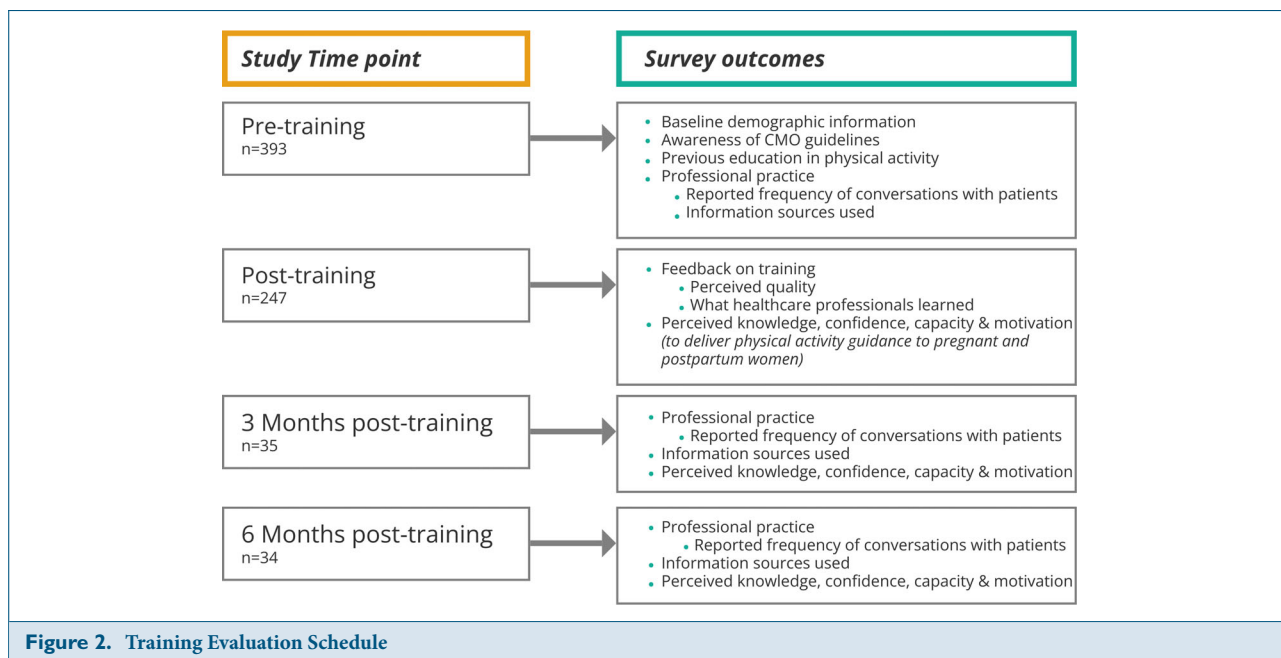 Study Time point
Survey outcomes
Pre-training
n=393
• Baseline demographic information
• Awareness of CMO guidelines
• Previous education in physical activity
• Professional practice
• Reported frequency of conversations with patients
• Information sources used
Post-training
n=247
• Feedback on training
• Perceived quality
• What healthcare professionals learned
• Perceived knowledge, confidence, capacity & motivation
(to deliver physical activity guidance to pregnant and
postpartum women)
3 Months post-training
n=35
• Professional practice
• Reported frequency of conversations with patients
• Information sources used
• Perceived knowledge, confidence, capacity & motivation
6 Months post-training
n=34
• Professional practice
• Reported frequency of conversations with patients
• Information sources used
• Perceived knowledge, confidence, capacity & motivation
Figure 2. Training Evaluation Schedule